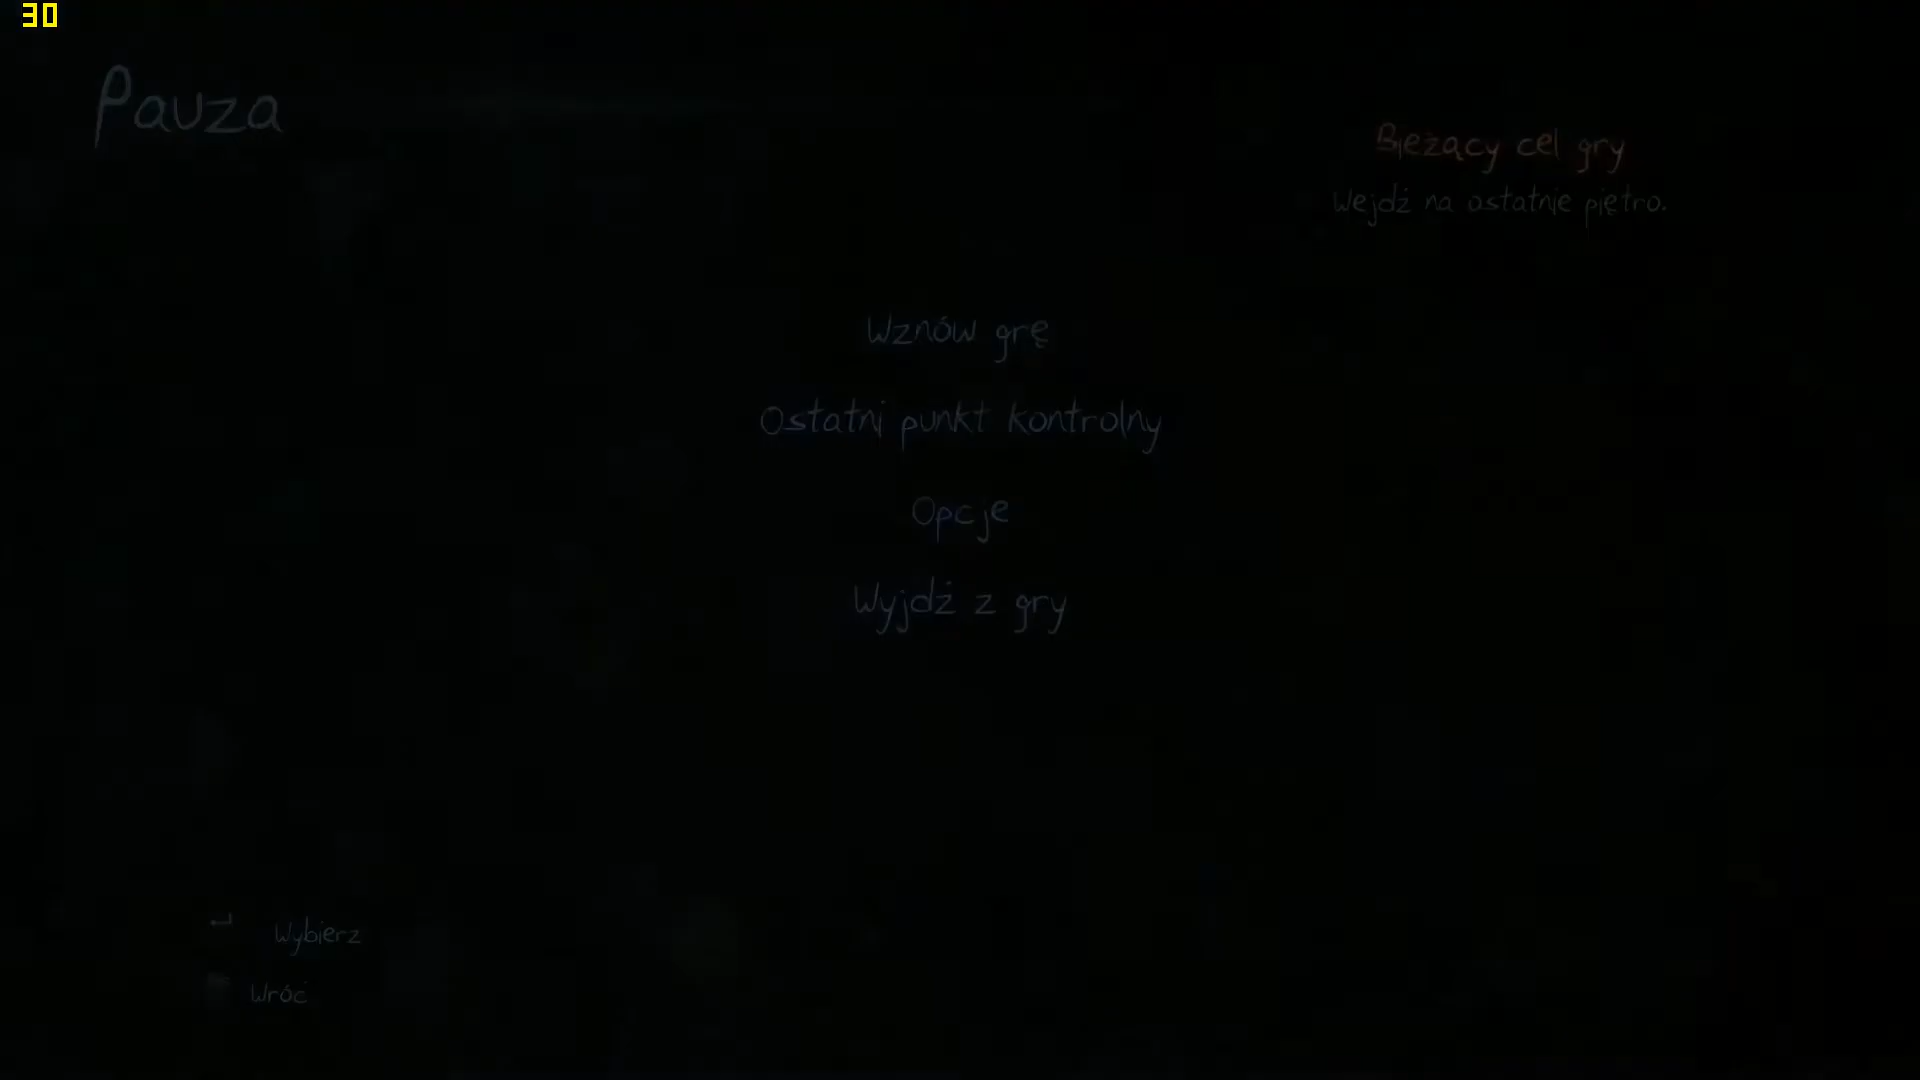 30
Pauza
Bieżący cel gry
Wejdź na ostatnie piętro.
Wznów grę
Ostatni punkt kontrolny
Opcje
Wyjdź z gry
Wybierz
Wróć